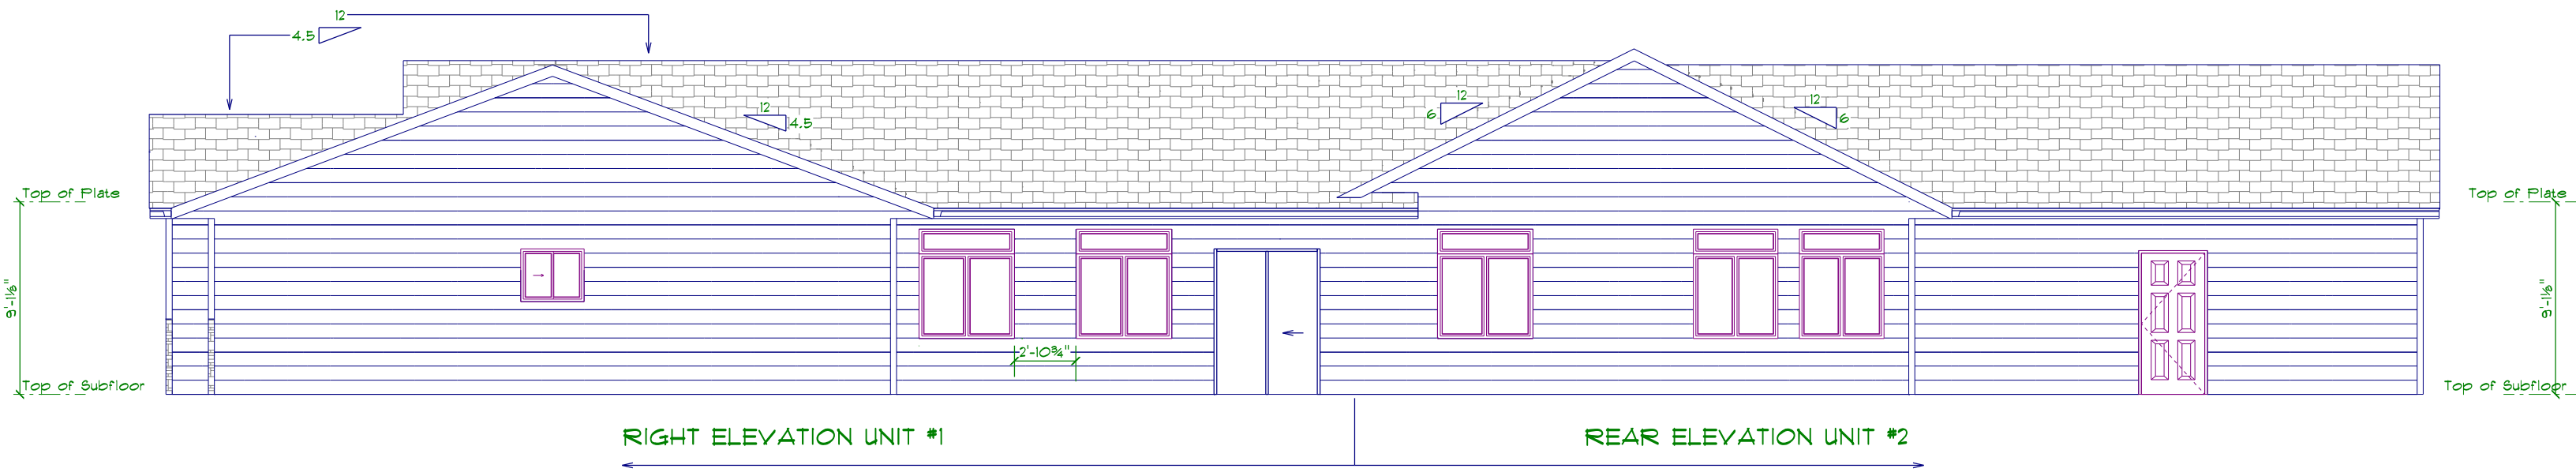 12
4.5
12
4.5
12
6
12
6
Top of Plate
Top of Plate
9'-1⅛"
9'-1⅛"
2'-10¾"
Top of Subfloor
Top of Subfloor
RIGHT ELEVATION UNIT #1
REAR ELEVATION UNIT #2